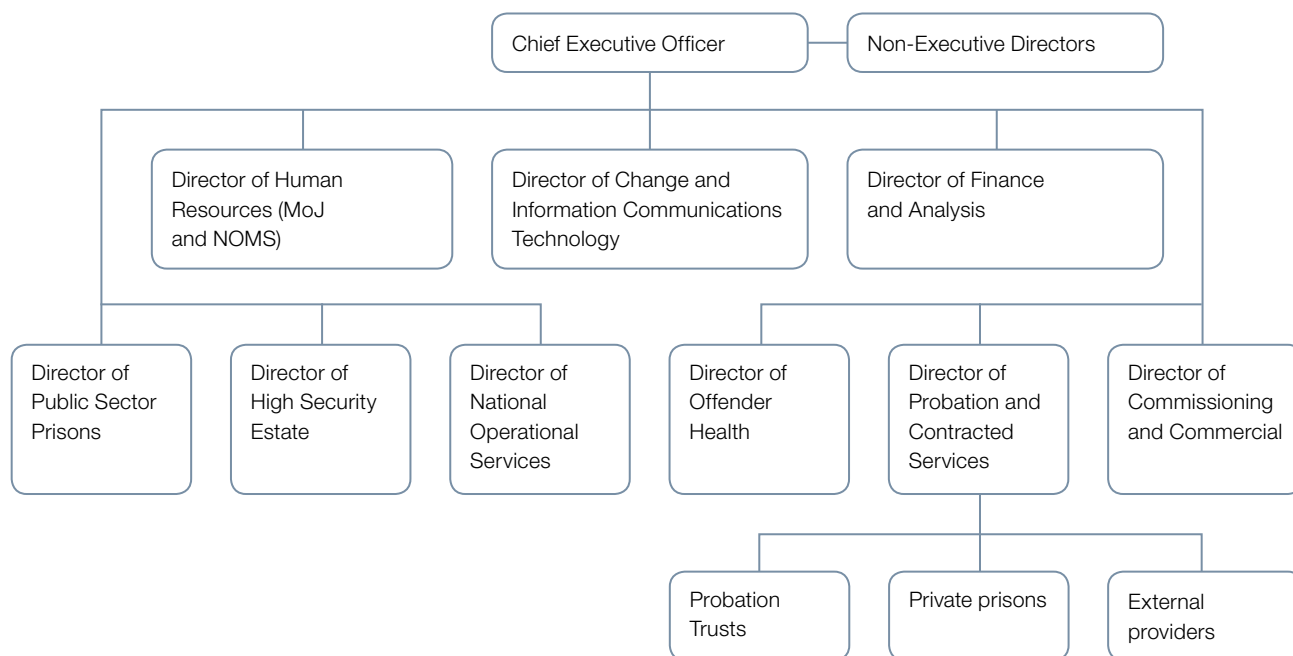 Chief Executive Officer
Non-Executive Directors
Director of Human
Resources (MoJ
and NOMS)
Director of Change and
Information Communications
Technology
Director of Finance
and Analysis
Director of
Public Sector
Prisons
Director of
High Security
Estate
Director of
National
Operational
Services
Director of
Offender
Health
Director of
Probation and
Contracted
Services
Director of
Commissioning
and Commercial
Probation
Trusts
Private prisons
External
providers